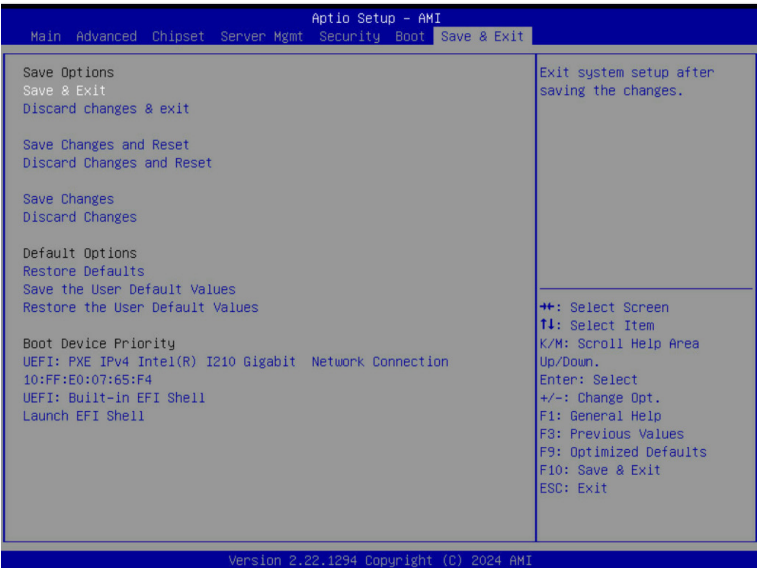 Aptio Setup – AMI
Main Advanced Chipset Server Mgmt Security Boot Save & Exit
Save Options
Save & Exit
Discard changes & exit
Save Changes and Reset
Discard Changes and Reset
Save Changes
Discard Changes
Default Options
Restore Defaults
Save the User Default Values
Restore the User Default Values
Boot Device Priority
UEFI: PXE IPv4 Intel(R) I210 Gigabit  Network Connection
10:FF:E0:07:65:F4
UEFI: Built-in EFI Shell
Launch EFI Shell
Exit system setup after
saving the changes.
→←: Select Screen
↑↓: Select Item
K/M: Scroll Help Area
Up/Down.
Enter: Select
+/-: Change Opt.
F1: General Help
F3: Previous Values
F9: Optimized Defaults
F10: Save & Exit
ESC: Exit
Version 2.22.1294 Copyright (C) 2024 AMI